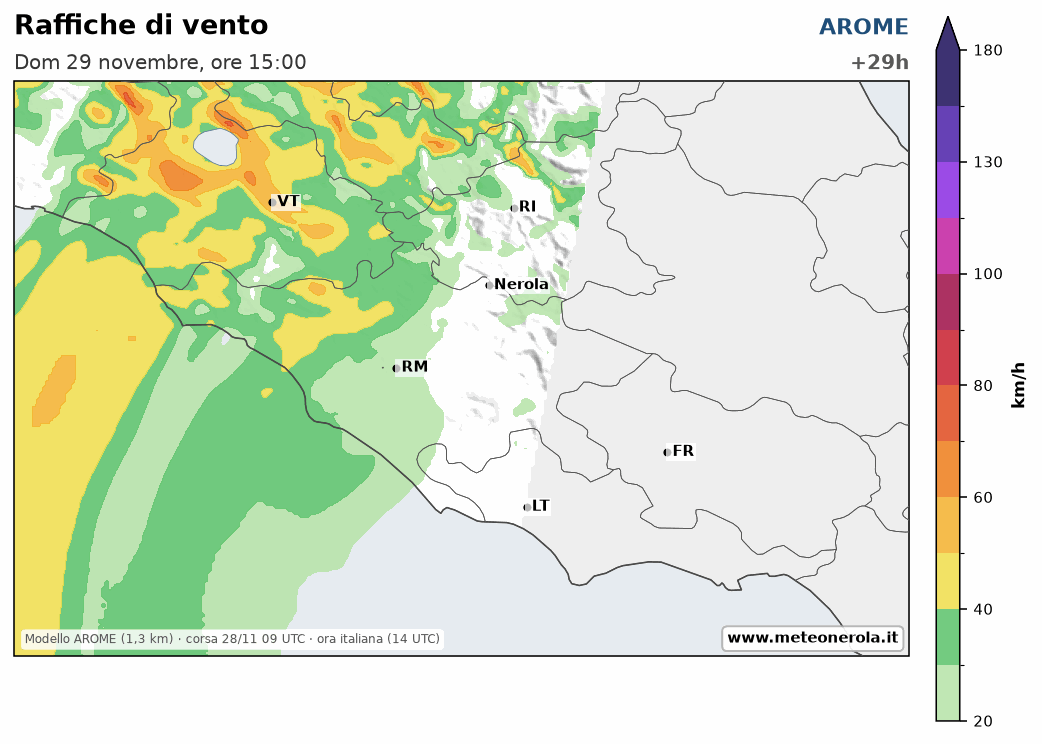 Raffiche di vento
AROME
Dom 29 novembre, ore 15:00
+29h
VT
RI
Nerola
RM
FR
LT
Modello AROME (1,3 km) · corsa 28/11 09 UTC · ora italiana (14 UTC)
www.meteonerola.it
180
130
100
80
60
40
20
km/h